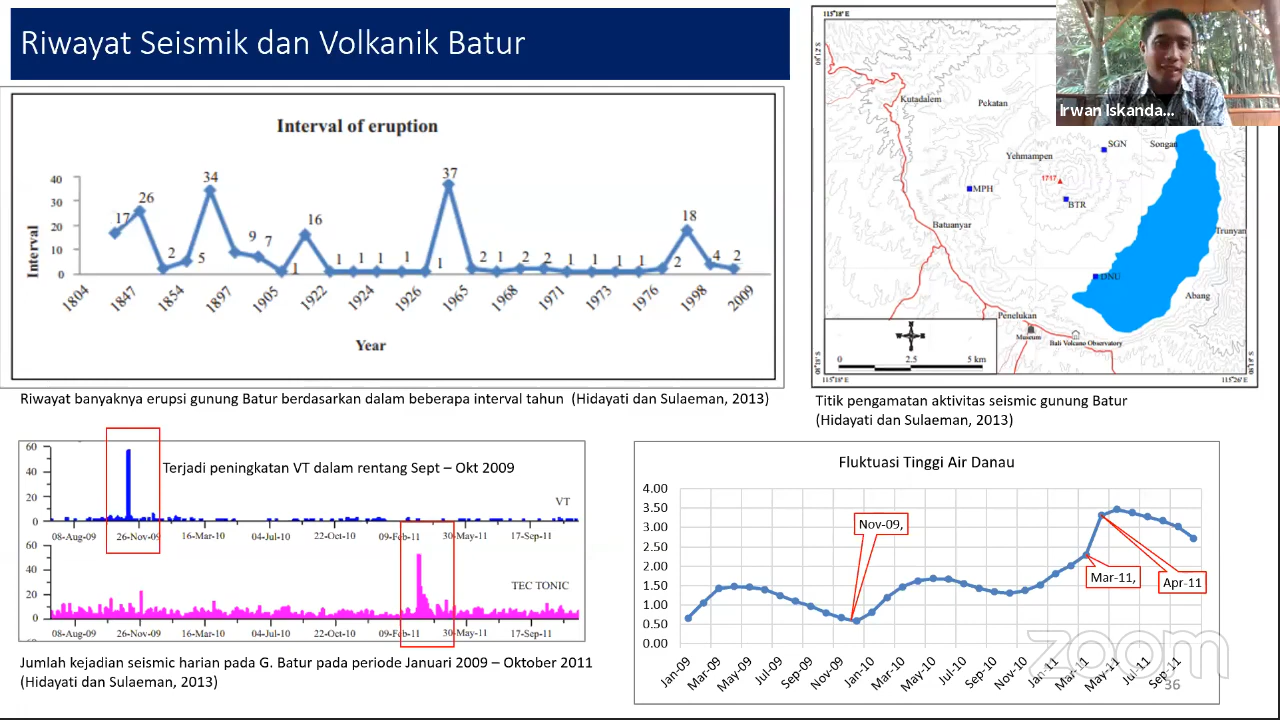 Riwayat Seismik dan Volkanik Batur
Interval of eruption
Interval
40
30
20
10
0
17
26
2
5
34
9
7
1
16
1
1
1
1
1
37
2
1
2
2
1
1
1
1
2
18
4
2
1804
1847
1854
1897
1905
1922
1924
1926
1965
1968
1971
1973
1976
1998
2009
Year
Riwayat banyaknya erupsi gunung Batur berdasarkan dalam beberapa interval tahun (Hidayati dan Sulaeman, 2013)
115°18' E
Irwan Iskanda...
Kutadalem
Pekatan
Yehmampen
SGN
Songan
1717
MPH
BTR
Batuanyar
Trunyan
DNU
Abang
Penelukan
Museum
Bali Volcano Observatory
N
W
E
S
0
2.5
5 km
115°18' E
115°26' E
Titik pengamatan aktivitas seismic gunung Batur
(Hidayati dan Sulaeman, 2013)
60
40
20
0
Terjadi peningkatan VT dalam rentang Sept – Okt 2009
VT
08-Aug-09
26-Nov-09
16-Mar-10
04-Jul-10
22-Oct-10
09-Feb-11
30-May-11
17-Sep-11
60
40
20
0
TEC TONIC
08-Aug-09
26-Nov-09
16-Mar-10
04-Jul-10
22-Oct-10
09-Feb-11
30-May-11
17-Sep-11
Jumlah kejadian seismic harian pada G. Batur pada periode Januari 2009 – Oktober 2011
(Hidayati dan Sulaeman, 2013)
Fluktuasi Tinggi Air Danau
4.00
3.50
3.00
2.50
2.00
1.50
1.00
0.50
0.00
Nov-09,
Mar-11,
Apr-11
Jan-09
Mar-09
May-09
Jul-09
Sep-09
Nov-09
Jan-10
Mar-10
May-10
Jul-10
Sep-10
Nov-10
Jan-11
Mar-11
May-11
Jul-11
Sep-11
zoom
36